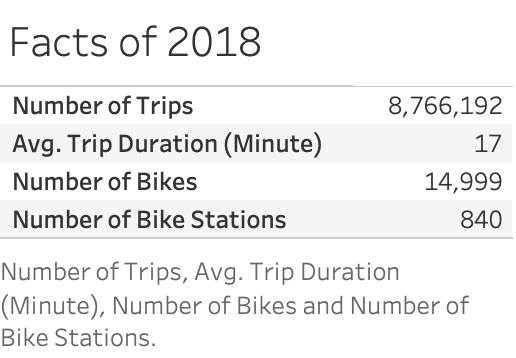 Facts of 2018
Number of Trips 8,766,192
Avg. Trip Duration (Minute) 17
Number of Bikes 14,999
Number of Bike Stations 840
Number of Trips, Avg. Trip Duration
(Minute), Number of Bikes and Number of
Bike Stations.